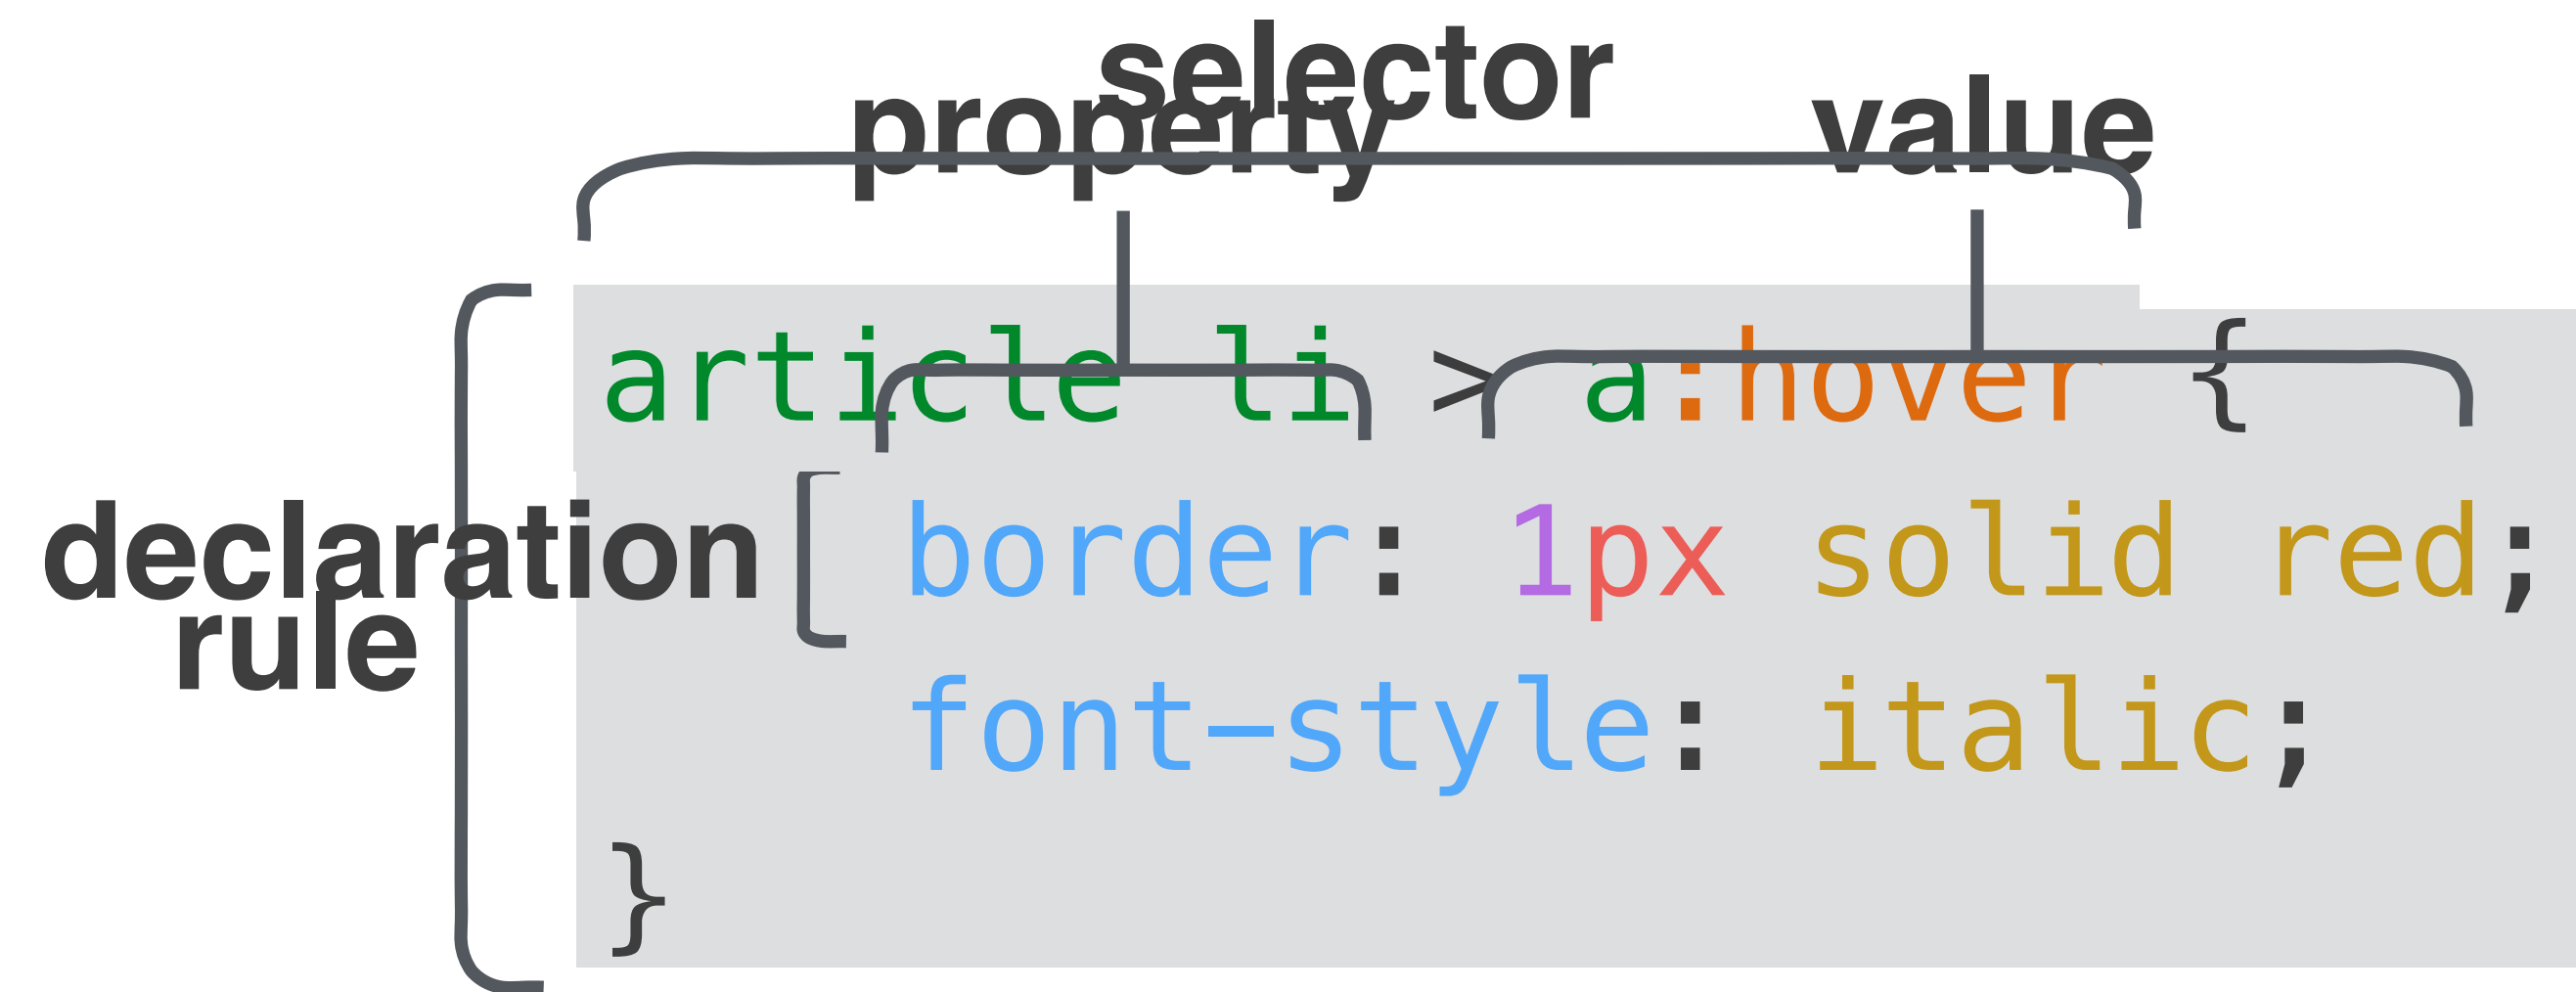 selector
property value
article li > a:hover {
declaration border: 1px solid red;
rule
font-style: italic;
}